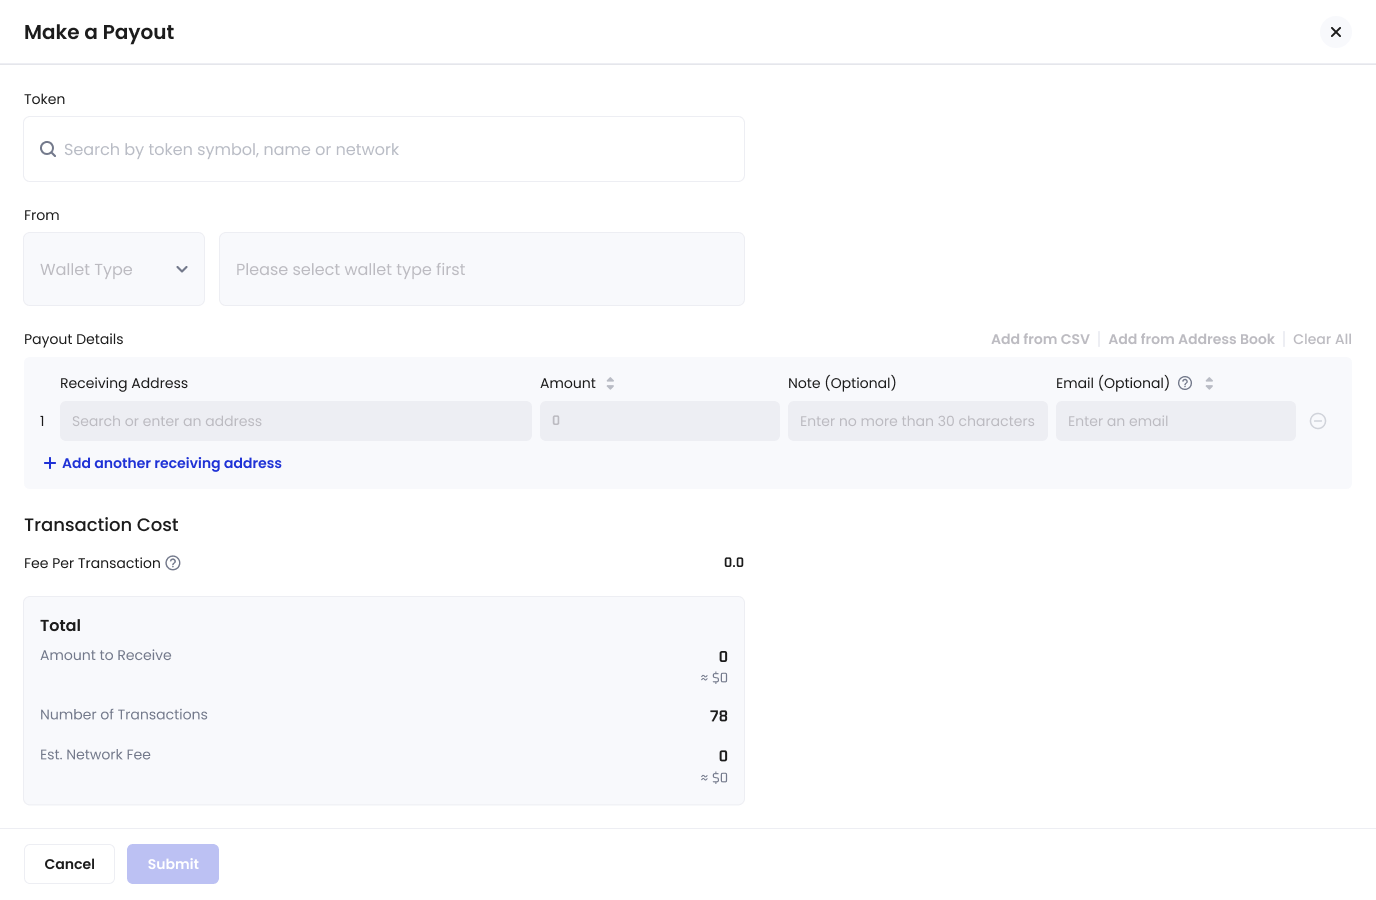 Make a Payout
Token
Search by token symbol, name or network
From
Wallet Type
Please select wallet type first
Payout Details
Add from CSV
Add from Address Book
Clear All
Receiving Address
Amount
Note (Optional)
Email (Optional)
1
Search or enter an address
0
Enter no more than 30 characters
Enter an email
Add another receiving address
Transaction Cost
Fee Per Transaction
0.0
Total
Amount to Receive
0
≈ $0
Number of Transactions
78
Est. Network Fee
0
≈ $0
Cancel
Submit